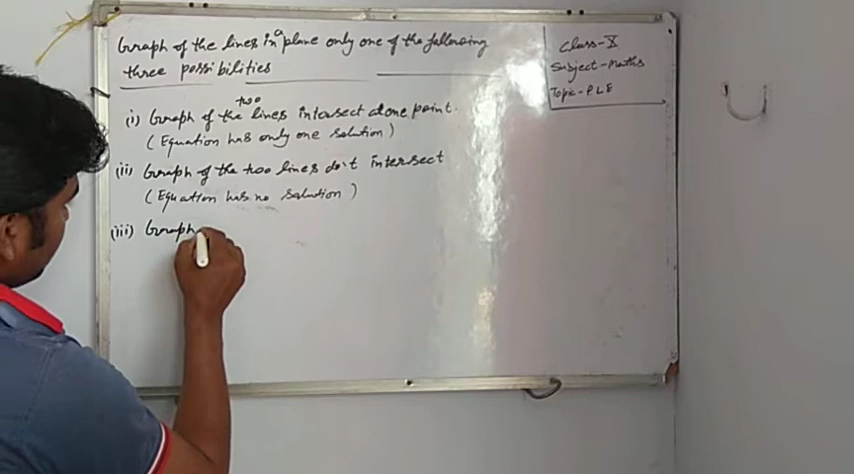 Graph of the lines in a plane only one of the following
three possibilities
(i) Graph of the two lines intersect at one point.
(Equation has only one solution)
(ii) Graph of the two lines do't intersect
(Equation has no solution)
(iii) Graph
Class-X
Subject-Maths
Topic-P.L.E